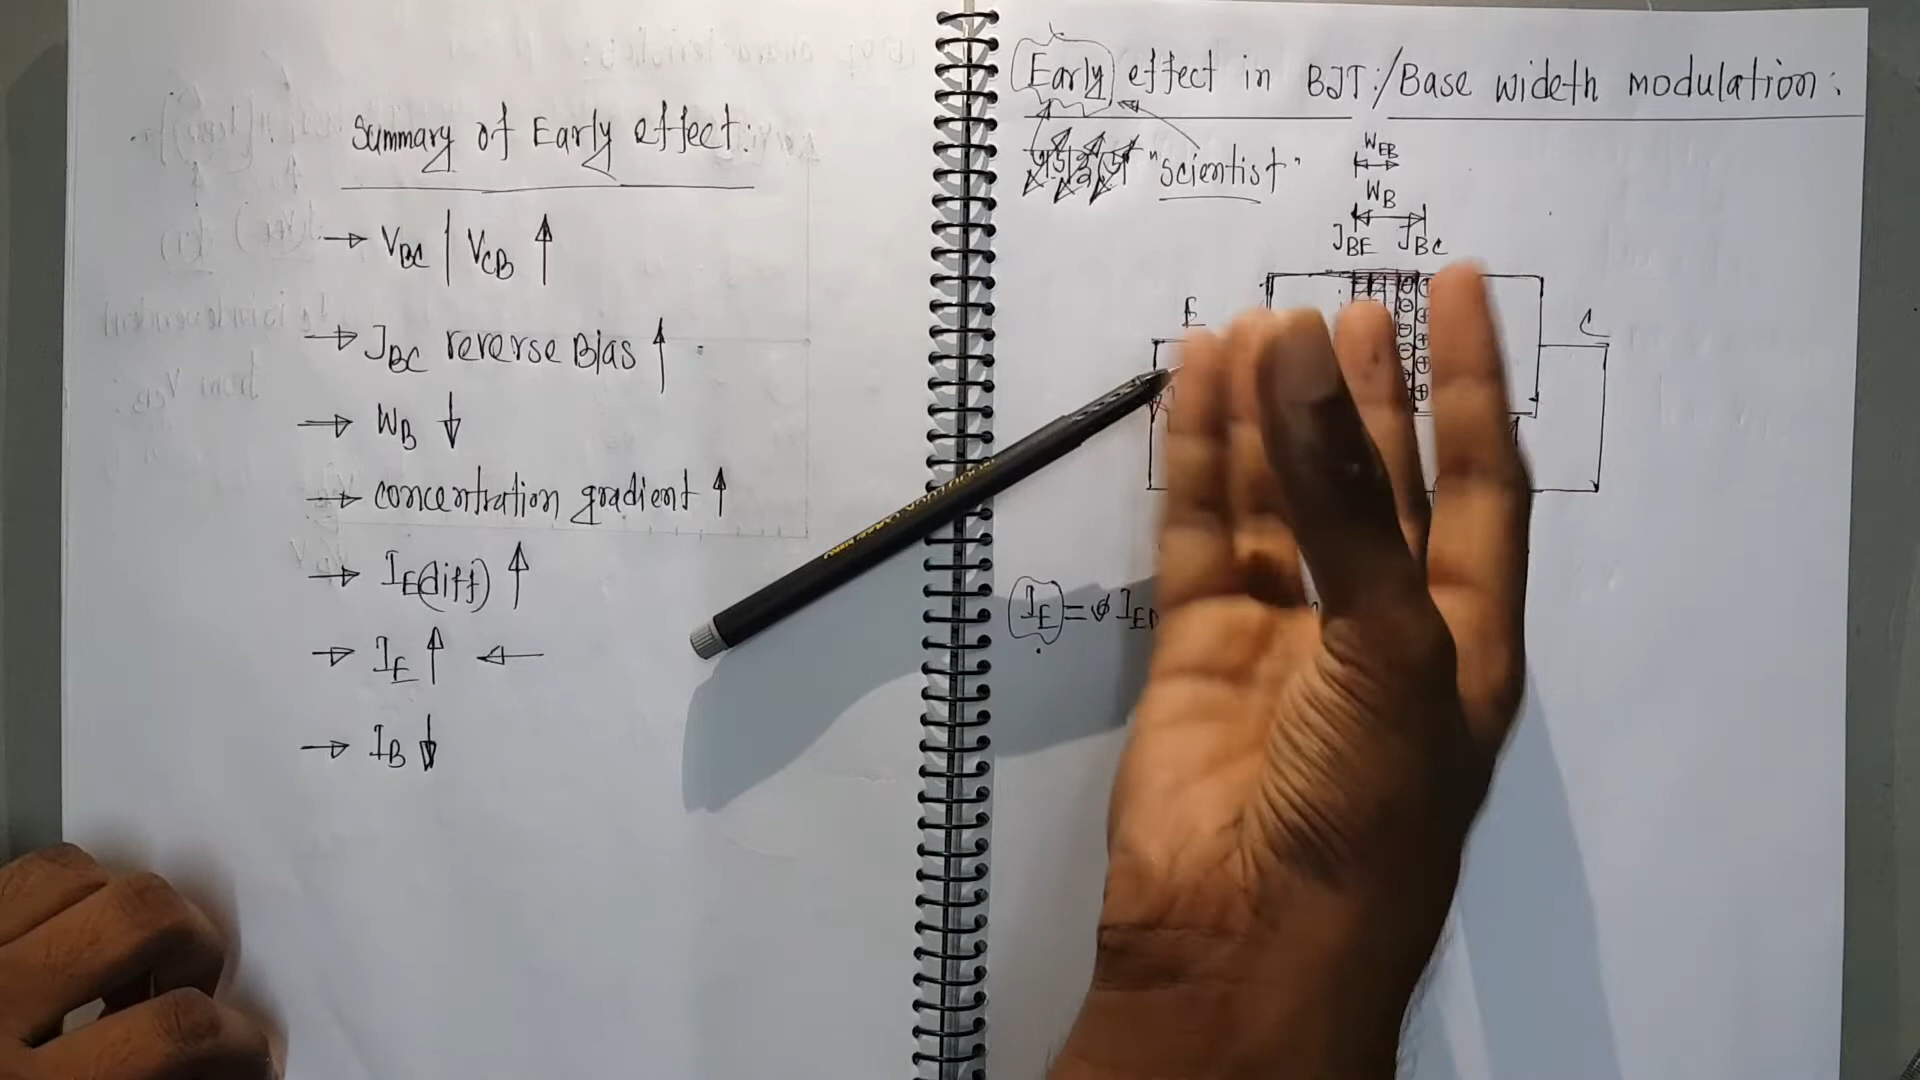 Summary of Early effect:
→ VBC | VCB ↑
→ JBC reverse Bias ↑
→ WB ↓
→ concentration gradient ↑
→ IE(diff) ↑
→ IE ↑ ←
→ IB ↓
Early effect in BJT:/Base wideth modulation:
"scientist"
WEB
WB
JBE JBC
E
C
IE =